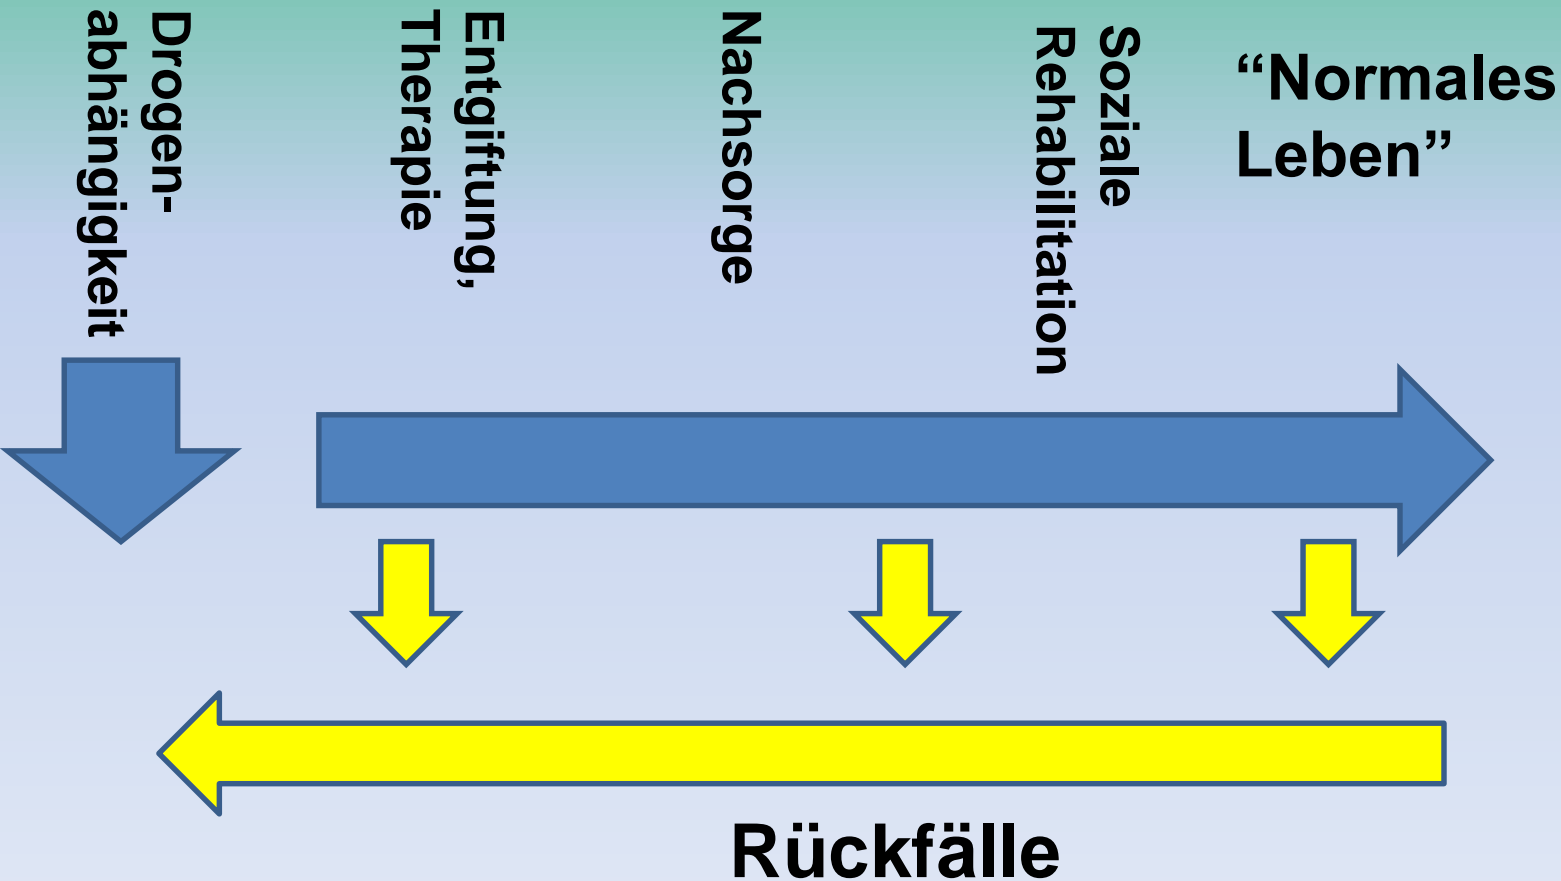 Drogen-
abhängigkeit
Entgiftung,
Therapie
Nachsorge
Soziale
Rehabilitation
“Normales
Leben”
Rückfälle